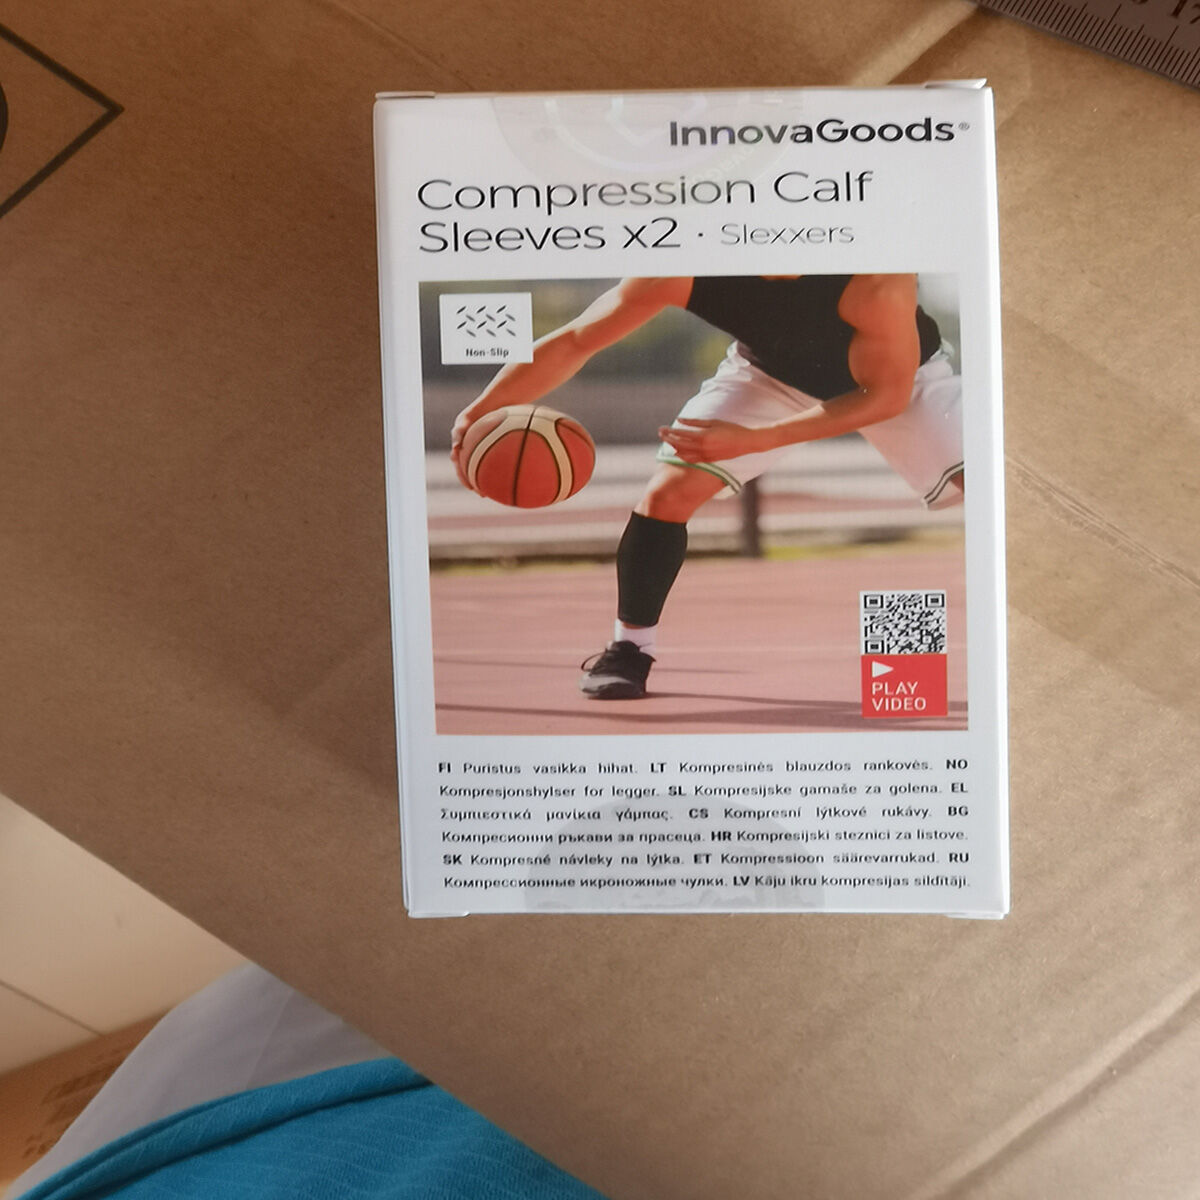 InnovaGoods®
Compression Calf
Sleeves x2 · Slexxers
Non-Slip
PLAY
VIDEO
FI Puristus vasikka hihat. LT Kompresinės blauzdos rankovės. NO
Kompresjonshylser for legger. SL Kompresijske gamaše za golena. EL
Συμπιεστικά μανίκια γάμπας. CS Kompresní lýtkové rukávy. BG
Компресионни ръкави за прасеца. HR Kompresijski steznici za listove.
SK Kompresné návleky na lýtka. ET Kompressioon säärevarrukad. RU
Компрессионные икроножные чулки. LV Kāju ikru kompresijas sildītāji.